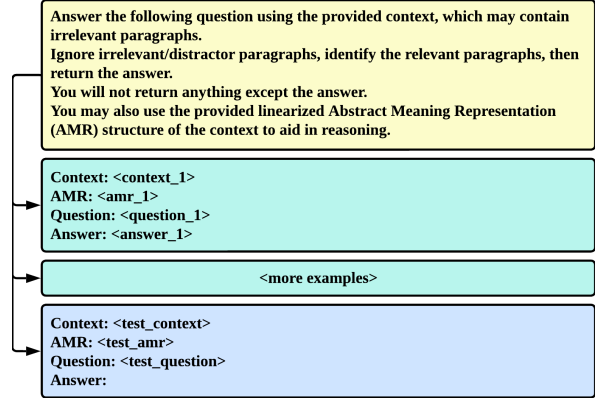 Answer the following question using the provided context, which may contain
irrelevant paragraphs.
Ignore irrelevant/distractor paragraphs, identify the relevant paragraphs, then
return the answer.
You will not return anything except the answer.
You may also use the provided linearized Abstract Meaning Representation
(AMR) structure of the context to aid in reasoning.
Context: <context_1>
AMR: <amr_1>
Question: <question_1>
Answer: <answer_1>
<more examples>
Context: <test_context>
AMR: <test_amr>
Question: <test_question>
Answer: